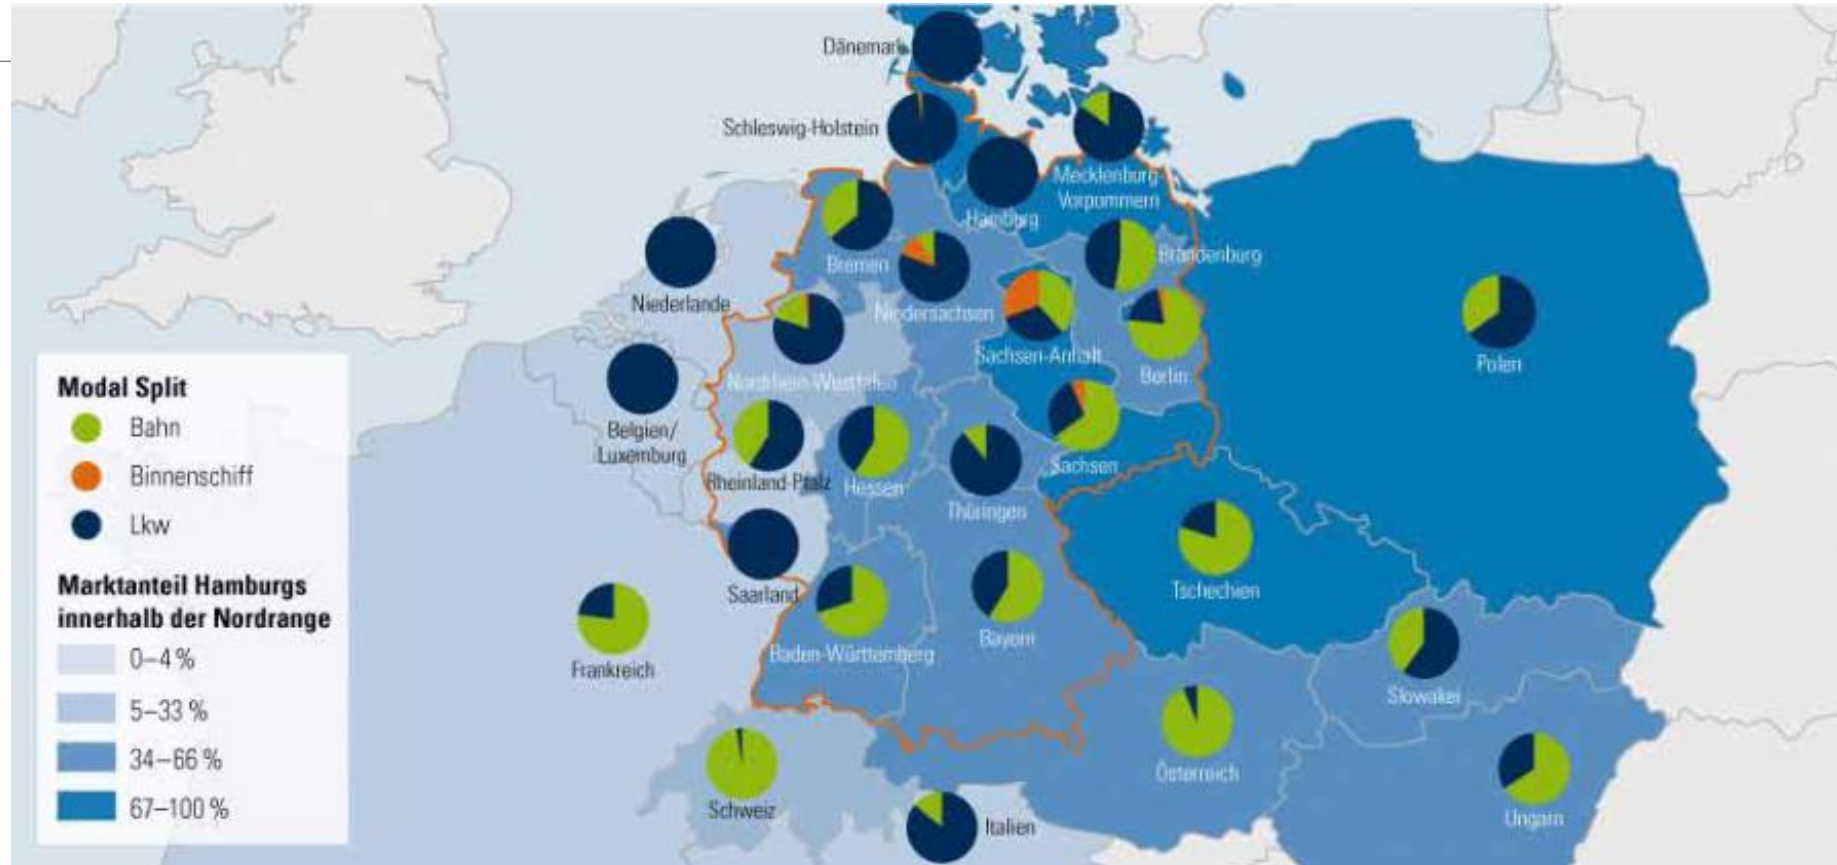 Dänemark
Schleswig-Holstein
Mecklenburg-
Vorpommern
Hamburg
Bremen
Brandenburg
Niederlande
Niedersachsen
Sachsen-Anhalt
Berlin
Polen
Nordrhein-Westfalen
Belgien/
Luxemburg
Rheinland-Pfalz
Hessen
Sachsen
Thüringen
Saarland
Tschechien
Bayern
Baden-Württemberg
Frankreich
Slowakei
Österreich
Schweiz
Italien
Ungarn
Modal Split
Bahn
Binnenschiff
Lkw
Marktanteil Hamburgs
innerhalb der Nordrange
0–4 %
5–33 %
34–66 %
67–100 %